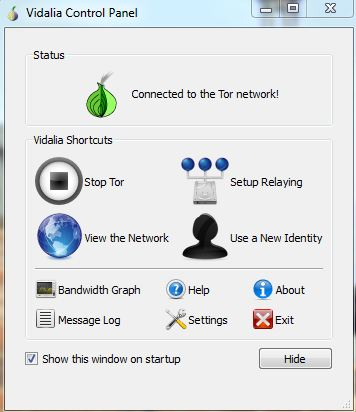 Vidalia Control Panel
Status
Connected to the Tor network!
Vidalia Shortcuts
Stop Tor
Setup Relaying
View the Network
Use a New Identity
Bandwidth Graph
Help
About
Message Log
Settings
Exit
Show this window on startup
Hide